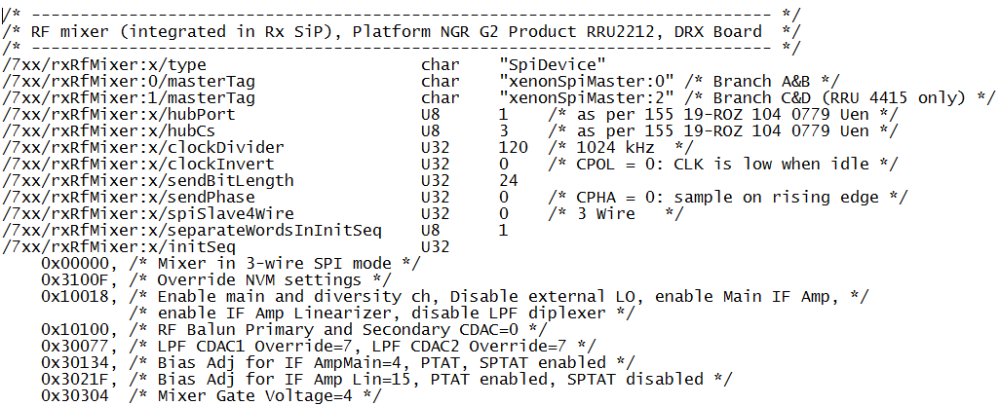 /* ---------------------------------------------------------------------------- */
/* RF mixer (integrated in Rx SiP), Platform NGR G2 Product RRU2212, DRX Board  */
/* ---------------------------------------------------------------------------- */
/7xx/rxRfMixer:x/type                      char    "SpiDevice"
/7xx/rxRfMixer:0/masterTag                 char    "xenonSpiMaster:0" /* Branch A&B */
/7xx/rxRfMixer:1/masterTag                 char    "xenonSpiMaster:2" /* Branch C&D (RRU 4415 only) */
/7xx/rxRfMixer:x/hubPort                   U8      1    /* as per 155 19-ROZ 104 0779 Uen */
/7xx/rxRfMixer:x/hubCs                     U8      3    /* as per 155 19-ROZ 104 0779 Uen */
/7xx/rxRfMixer:x/clockDivider              U32     120  /* 1024 kHz  */
/7xx/rxRfMixer:x/clockInvert               U32     0    /* CPOL = 0: CLK is low when idle */
/7xx/rxRfMixer:x/sendBitLength             U32     24
/7xx/rxRfMixer:x/sendPhase                 U32     0    /* CPHA = 0: sample on rising edge */
/7xx/rxRfMixer:x/spiSlave4Wire             U32     0    /* 3 Wire   */
/7xx/rxRfMixer:x/separateWordsInInitSeq    U8      1
/7xx/rxRfMixer:x/initSeq                   U32
    0x00000, /* Mixer in 3-wire SPI mode */
    0x3100F, /* Override NVM settings */
    0x10018, /* Enable main and diversity ch, Disable external LO, enable Main IF Amp, */
             /* enable IF Amp Linearizer, disable LPF diplexer */
    0x10100, /* RF Balun Primary and Secondary CDAC=0 */
    0x30077, /* LPF CDAC1 Override=7, LPF CDAC2 Override=7 */
    0x30134, /* Bias Adj for IF AmpMain=4, PTAT, SPTAT enabled */
    0x3021F, /* Bias Adj for IF Amp Lin=15, PTAT enabled, SPTAT disabled */
    0x30304  /* Mixer Gate Voltage=4 */